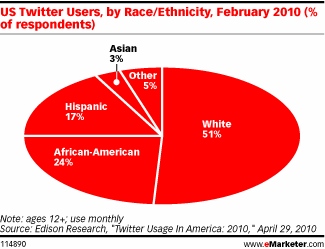 US Twitter Users, by Race/Ethnicity, February 2010 (%
of respondents)
Asian
3%
Other
5%
Hispanic
17%
White
51%
African-American
24%
Note: ages 12+; use monthly
Source: Edison Research, "Twitter Usage In America: 2010," April 29, 2010
114890
www.eMarketer.com